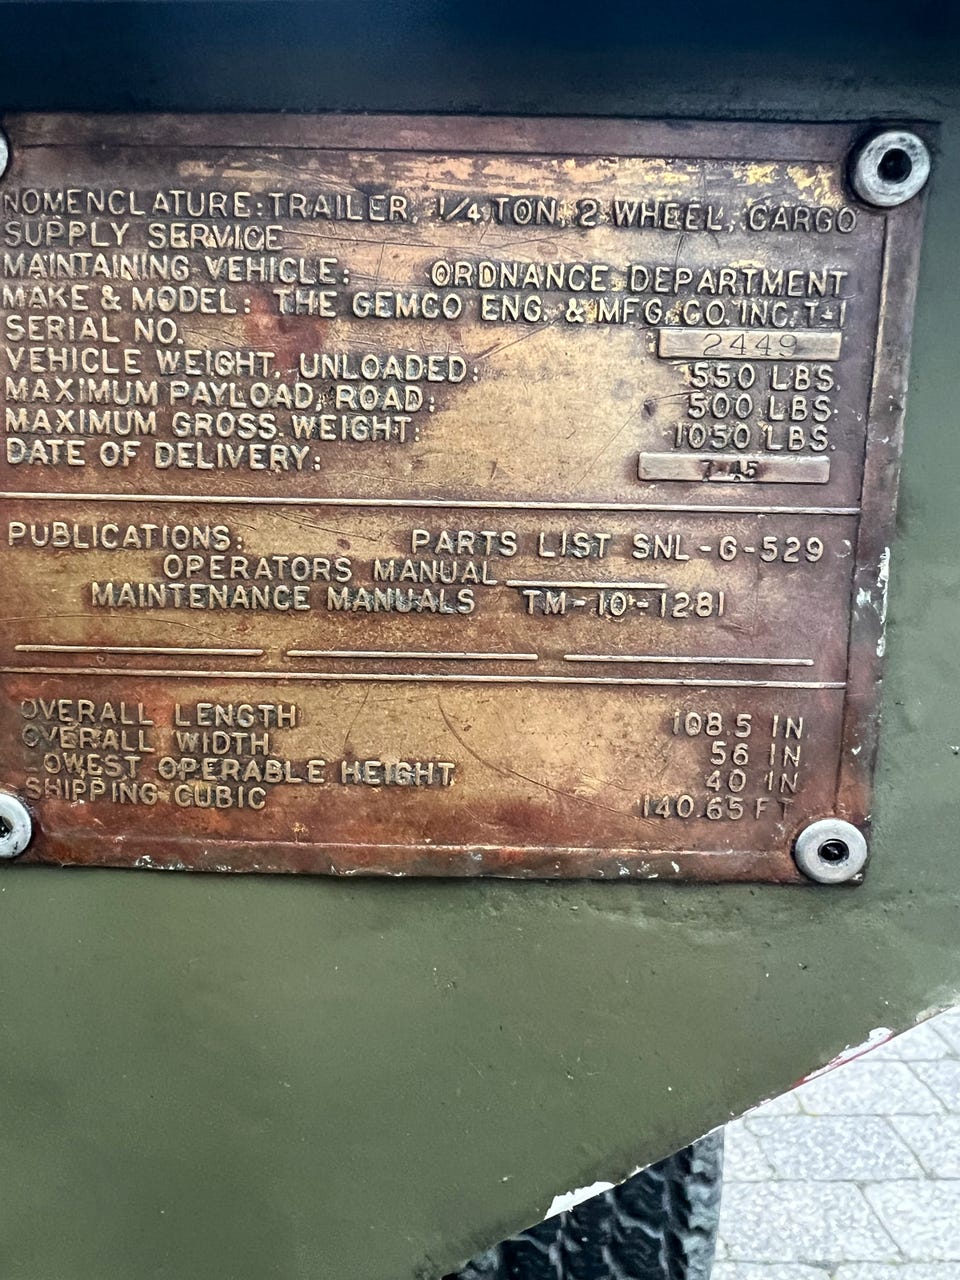 NOMENCLATURE: TRAILER, 1/4 TON, 2 WHEEL, CARGO
SUPPLY SERVICE
MAINTAINING VEHICLE: ORDNANCE DEPARTMENT
MAKE & MODEL: THE GEMCO ENG. & MFG. CO. INC. T-1
SERIAL NO. 2449
VEHICLE WEIGHT, UNLOADED: 550 LBS.
MAXIMUM PAYLOAD, ROAD: 500 LBS.
MAXIMUM GROSS WEIGHT: 1050 LBS.
DATE OF DELIVERY:
PUBLICATIONS: PARTS LIST SNL-G-529
OPERATORS MANUAL
MAINTENANCE MANUALS TM-10-1281
OVERALL LENGTH 108.5 IN
OVERALL WIDTH 56 IN
LOWEST OPERABLE HEIGHT 40 IN
SHIPPING CUBIC 140.65 FT